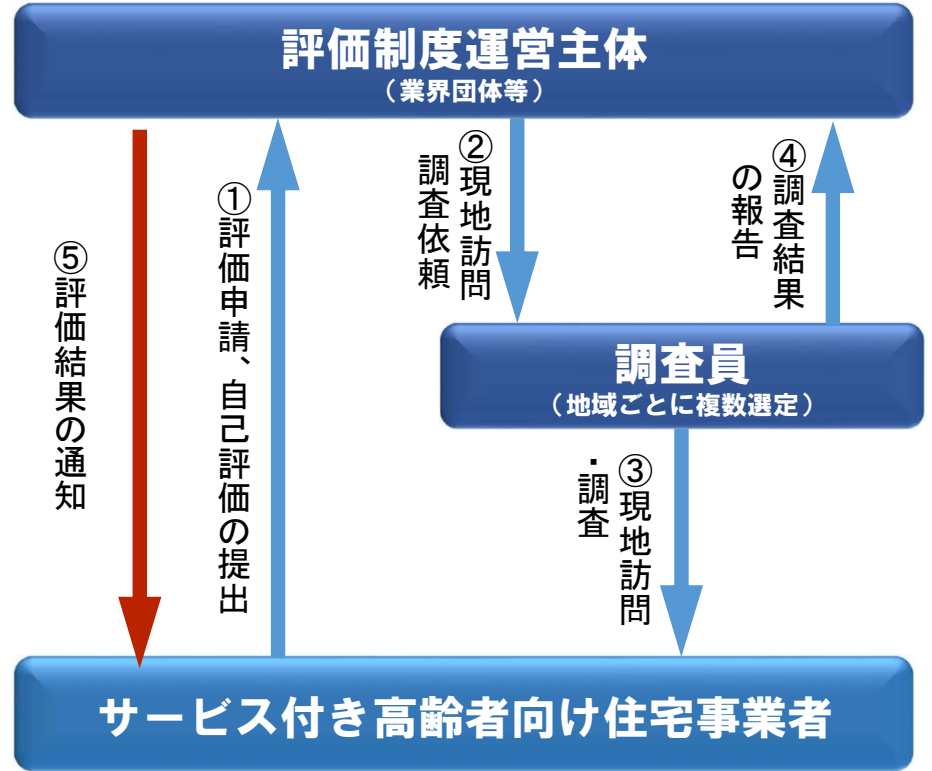 評価制度運営主体
（業界団体等）
①評価申請、自己評価の提出
②現地訪問
調査依頼
調査員
（地域ごとに複数選定）
③現地訪問
・調査
④調査結果
の報告
⑤評価結果の通知
サービス付き高齢者向け住宅事業者